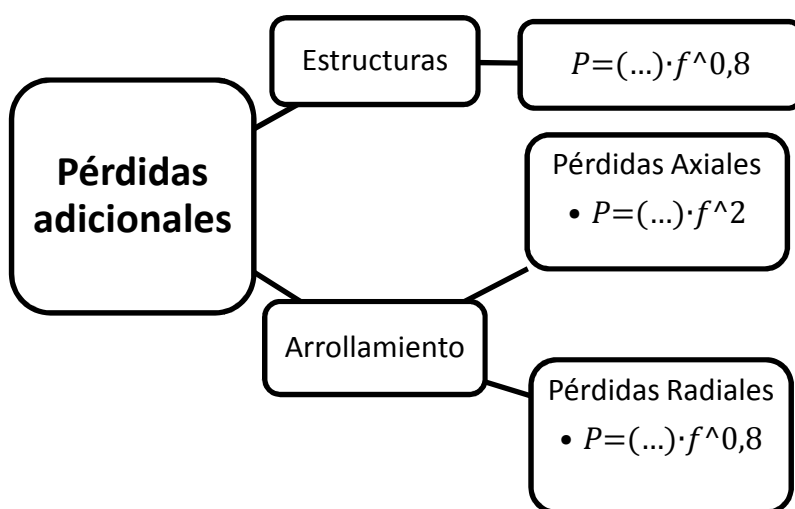 Pérdidas
adicionales
Estructuras
P=(...)·f^0,8
Arrollamiento
Pérdidas Axiales
• P=(...)·f^2
Pérdidas Radiales
• P=(...)·f^0,8